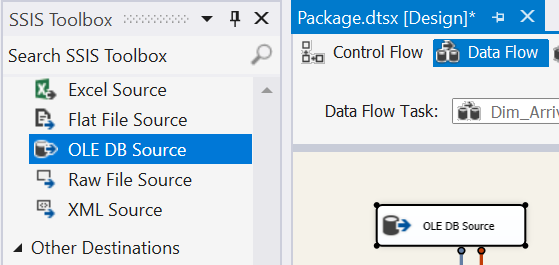 SSIS Toolbox
Search SSIS Toolbox
Excel Source
Flat File Source
OLE DB Source
Raw File Source
XML Source
Other Destinations
Package.dtsx [Design]*
Control Flow
Data Flow
Data Flow Task:
Dim_Arriv
OLE DB Source